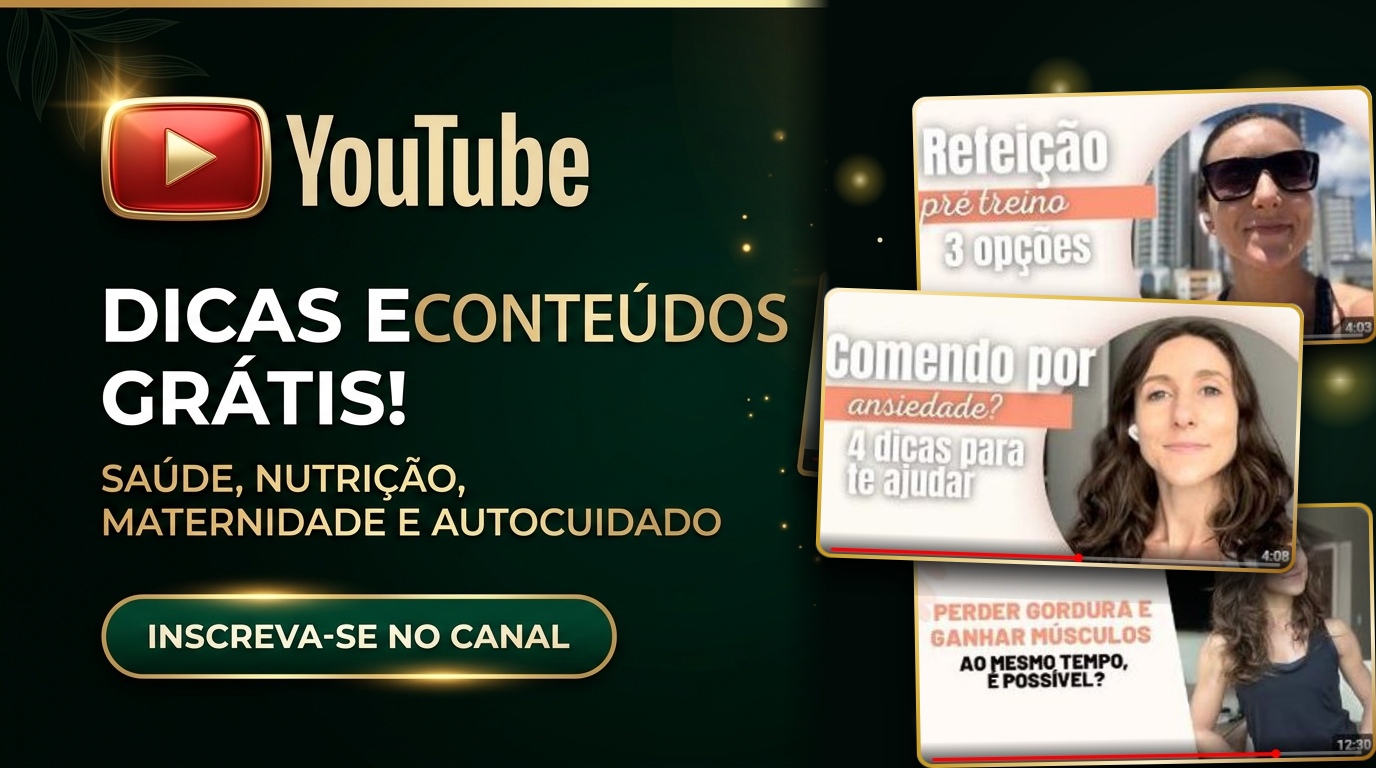 YouTube
DICAS E CONTEÚDOS
GRÁTIS!
SAÚDE, NUTRIÇÃO,
MATERNIDADE E AUTOCUIDADO
INSCREVA-SE NO CANAL
Refeição
pré treino
3 opções
4:03
Comendo por
ansiedade?
4 dicas para
te ajudar
4:08
PERDER GORDURA E
GANHAR MÚSCULOS
AO MESMO TEMPO,
É POSSÍVEL?
12:30